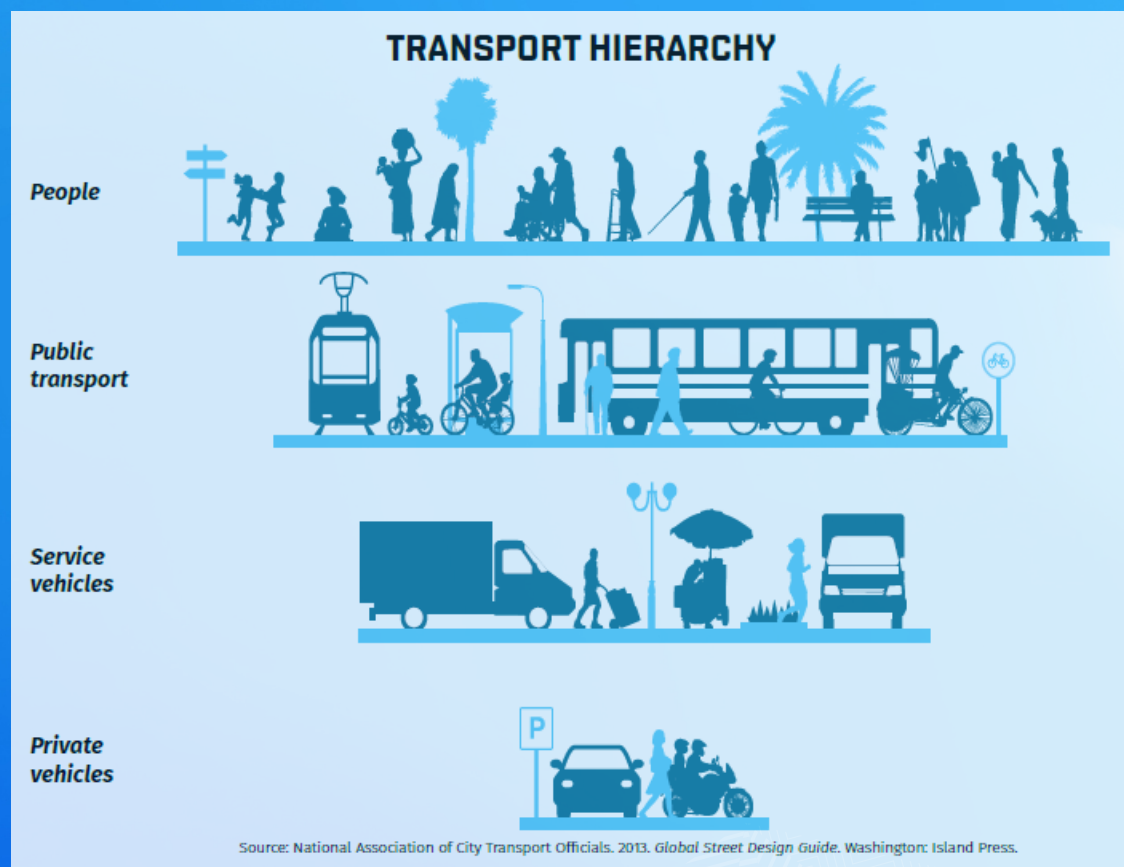 TRANSPORT HIERARCHY
People
Public
transport
Service
vehicles
P
Private
vehicles
Source: National Association of City Transport Officials. 2013. Global Street Design Guide. Washington: Island Press.